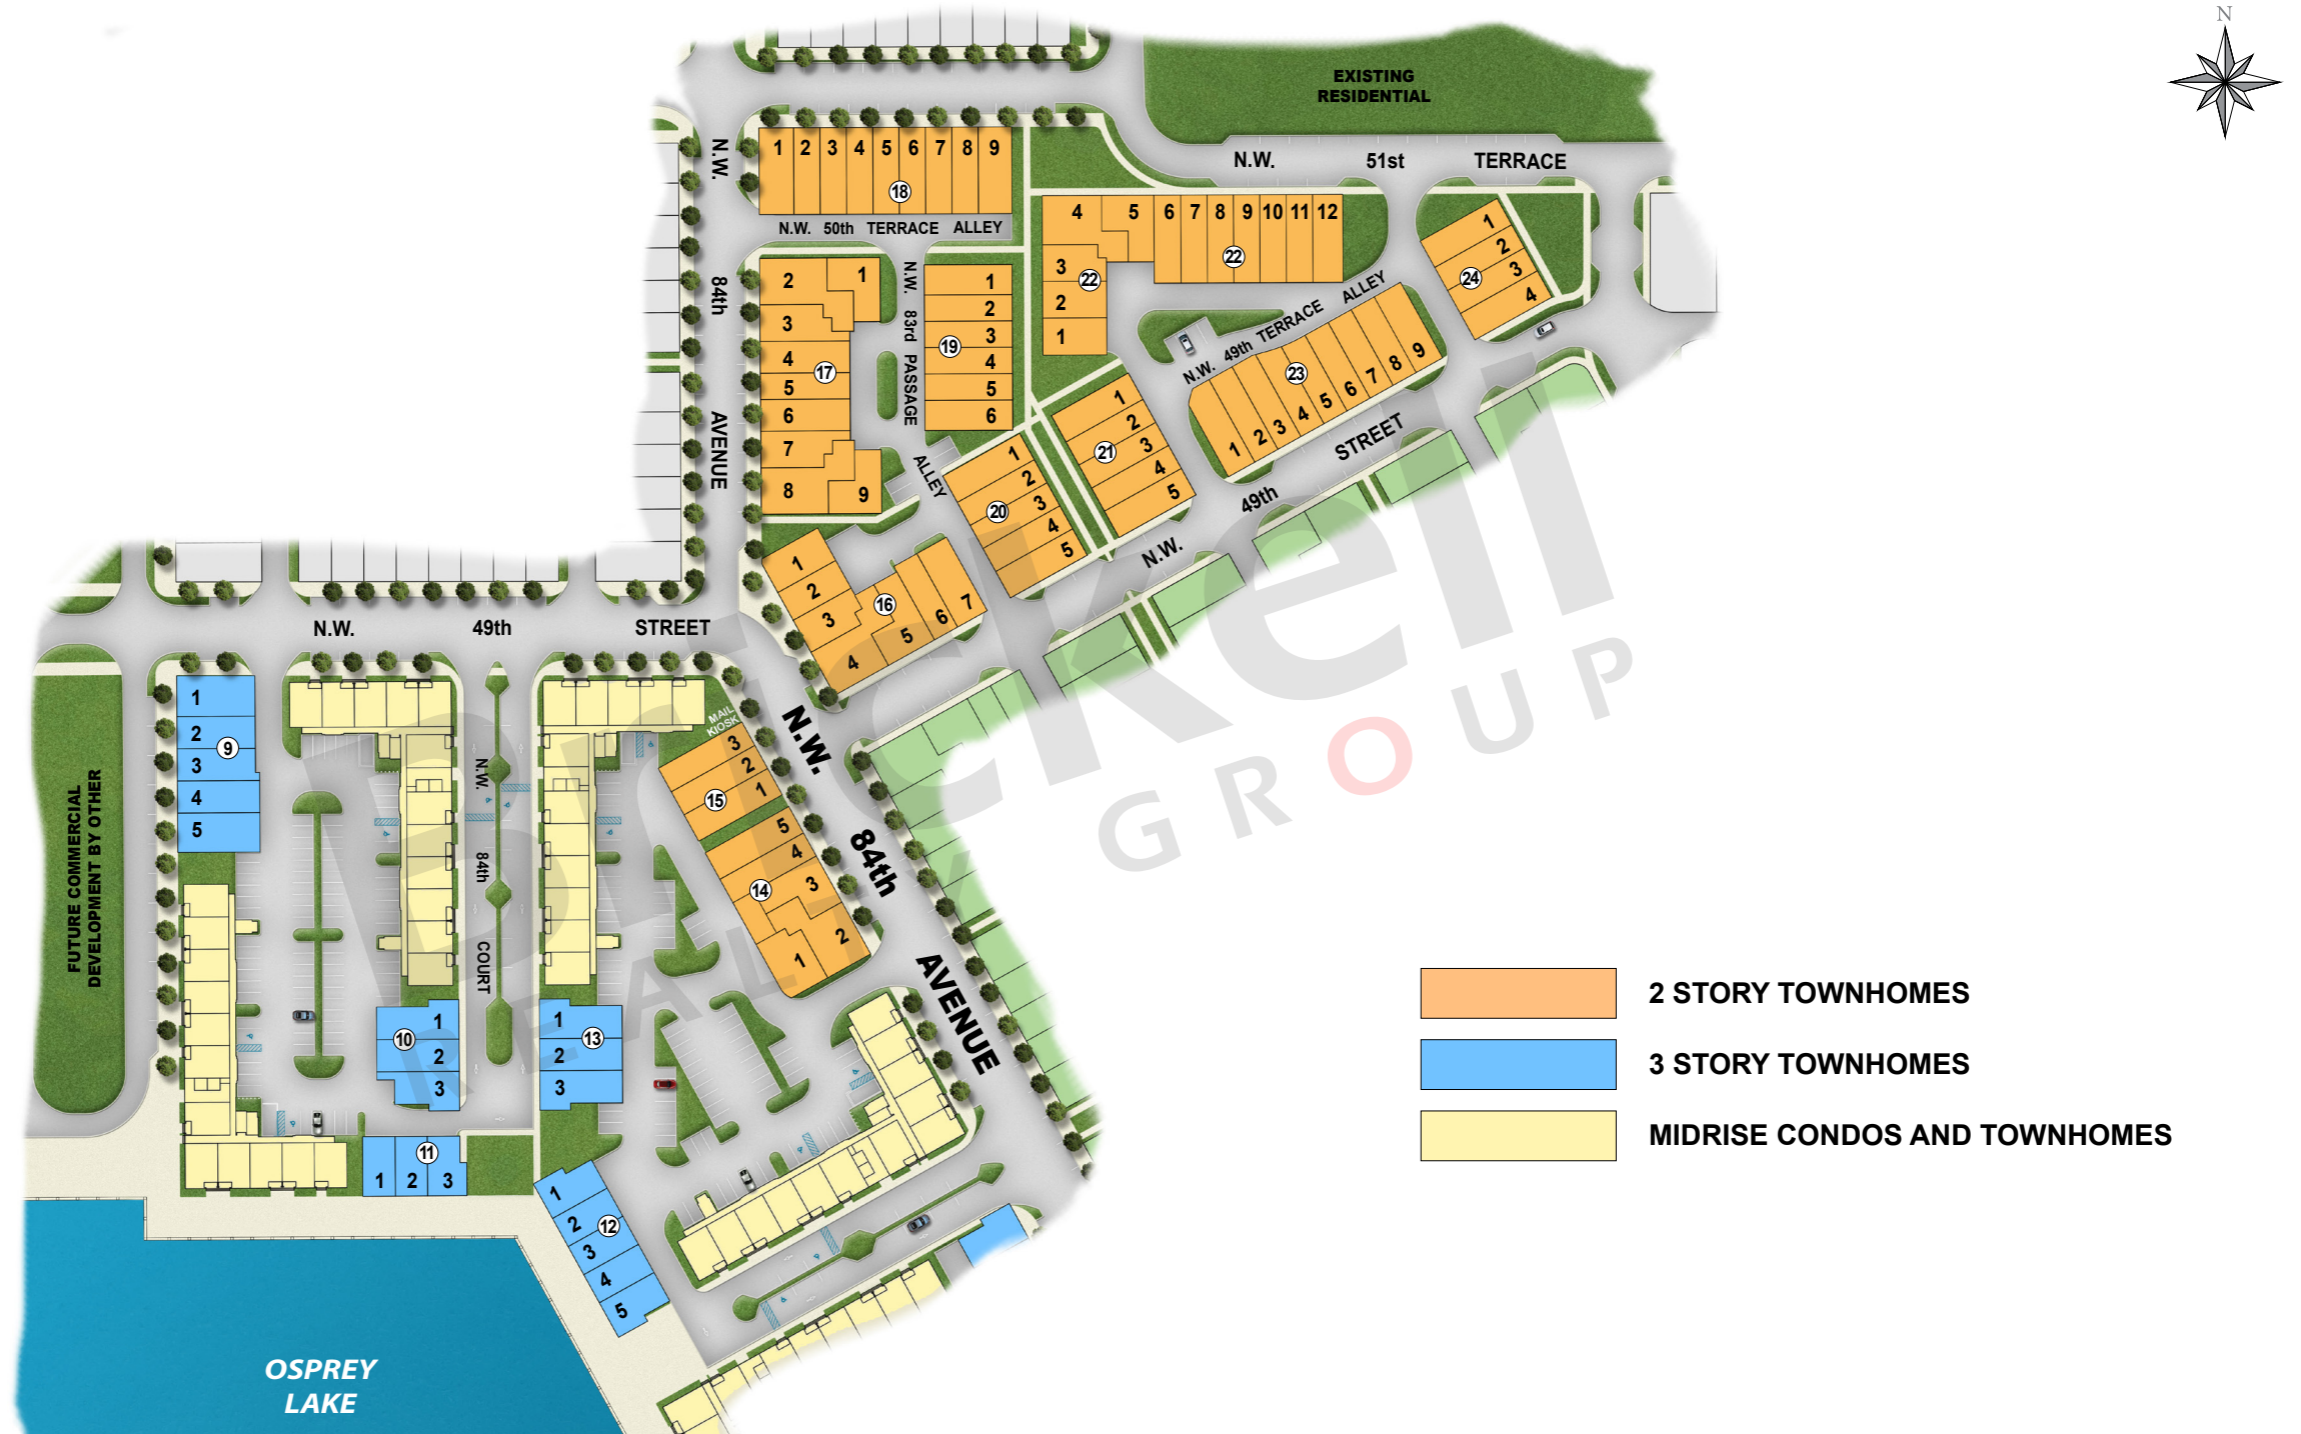 N
EXISTING
RESIDENTIAL
N.W. 51st TERRACE
N.W. 84th AVENUE
1 2 3 4 5 6 7 8 9
18
N.W. 50th TERRACE ALLEY
4 5 6 7 8 9 10 11 12
22
3
22
2
1
1
2
3
24
4
2 1
3
4
17
5
6
7
8 9
N.W. 83rd PASSAGE
1
2
3
19
4
5
6
ALLEY
N.W. 49th TERRACE ALLEY
23
1 2 3 4 5 6 7 8 9
1
2
3
21
4
5
1
2
3
20
4
5
N.W. 49th STREET
1
2
3
16
4 5 6 7
N.W. 49th STREET
N.W. 84th AVENUE
MAIL
KIOSK
3
2
1
15
5
4
3
14
2
1
FUTURE COMMERCIAL
DEVELOPMENT BY OTHER
1
2
9
3
4
5
N.W. 84th COURT
1
10
2
3
1
13
2
3
11
1 2 3
1
2
12
3
4
5
OSPREY
LAKE
2 STORY TOWNHOMES
3 STORY TOWNHOMES
MIDRISE CONDOS AND TOWNHOMES
Brickell
REALTY GROUP